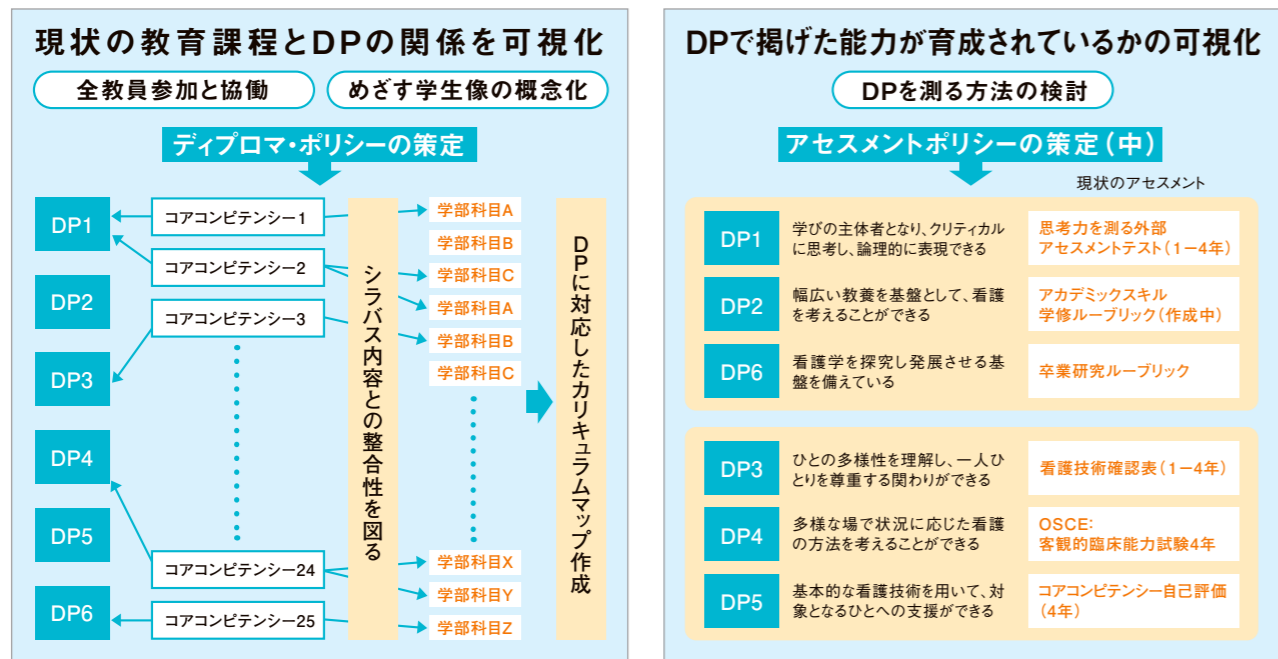 現状の教育課程とDPの関係を可視化
全教員参加と協働
めざす学生像の概念化
ディプロマ・ポリシーの策定
DP1
DP2
DP3
DP4
DP5
DP6
コアコンピテンシー1
コアコンピテンシー2
コアコンピテンシー3
コアコンピテンシー24
コアコンピテンシー25
シラバス内容との整合性を図る
学部科目A
学部科目B
学部科目C
学部科目A
学部科目B
学部科目C
学部科目X
学部科目Y
学部科目Z
DPに対応したカリキュラムマップ作成
DPで掲げた能力が育成されているかの可視化
DPを測る方法の検討
アセスメントポリシーの策定(中)
現状のアセスメント
DP1
学びの主体者となり、クリティカル
に思考し、論理的に表現できる
思考力を測る外部
アセスメントテスト(1−4年)
DP2
幅広い教養を基盤として、看護
を考えることができる
アカデミックスキル
学修ルーブリック(作成中)
DP6
看護学を探究し発展させる基
盤を備えている
卒業研究ルーブリック
DP3
ひとの多様性を理解し、一人ひ
とりを尊重する関わりができる
看護技術確認表(1−4年)
DP4
多様な場で状況に応じた看護
の方法を考えることができる
OSCE:
客観的臨床能力試験4年
DP5
基本的な看護技術を用いて、対
象となるひとへの支援ができる
コアコンピテンシー自己評価
(4年)